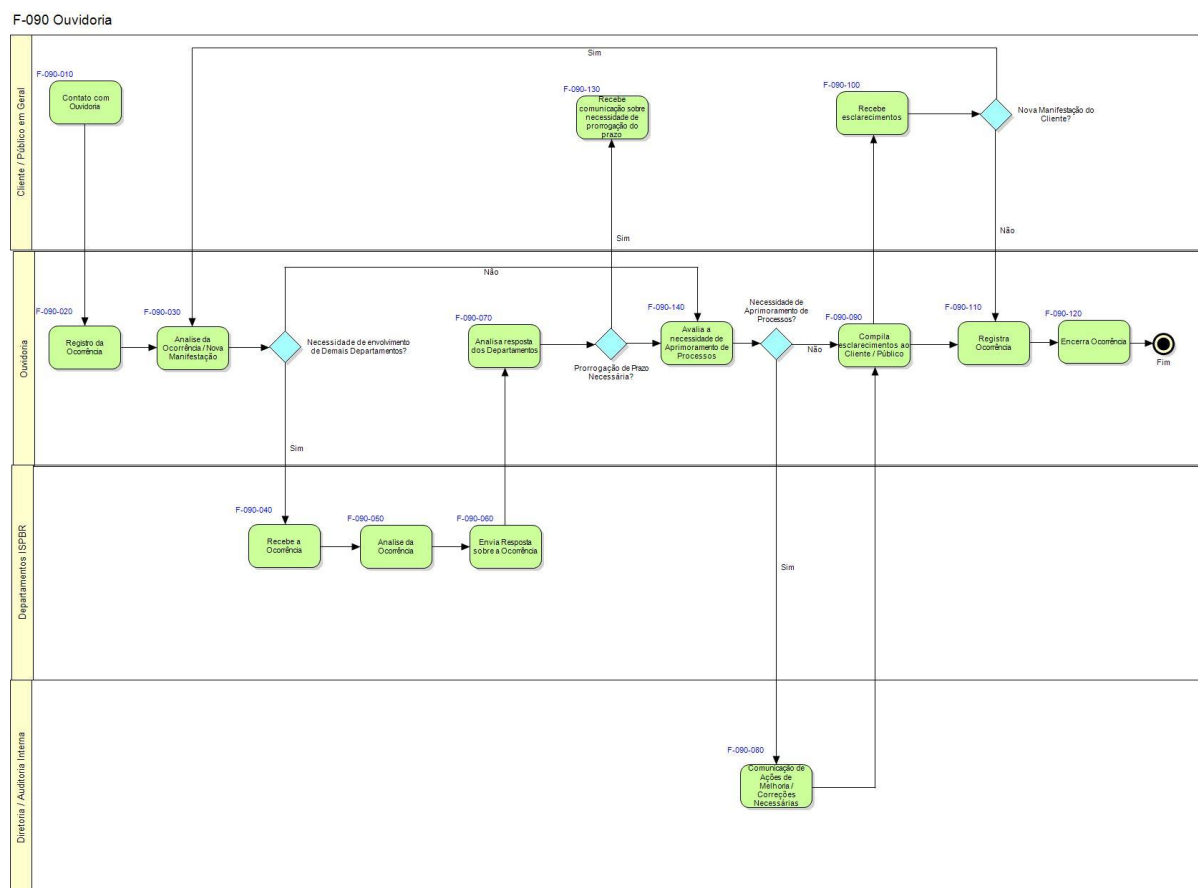 F-090 Ouvidoria
Cliente / Público em Geral
F-090-010
Contato com
Ouvidoria
Sim
F-090-130
Recebe
comunicação sobre
necessidade de
prorrogação do
prazo
F-090-100
Recebe
esclarecimentos
Nova Manifestação do
Cliente?
Sim
Não
Ouvidoria
F-090-020
Registro da
Ocorrência
F-090-030
Analise da
Ocorrência / Nova
Manifestação
Necessidade de envolvimento
de Demais Departamentos?
Não
Sim
F-090-070
Analisa resposta
dos Departamentos
Prorrogação de Prazo
Necessária?
F-090-140
Avalia a
necessidade de
Aprimoramento de
Processos
Necessidade de
Aprimoramento de
Processos?
Não
F-090-090
Compila
esclarecimentos ao
Cliente / Público
F-090-110
Registra
Ocorrência
F-090-120
Encerra Ocorrência
Fim
Departamentos ISPBR
F-090-040
Recebe a
Ocorrência
F-090-050
Analise da
Ocorrência
F-090-060
Envia Resposta
sobre a Ocorrência
Sim
Diretoria / Auditoria Interna
F-090-080
Comunicação de
Ações de
Melhoria /
Correções
Necessárias